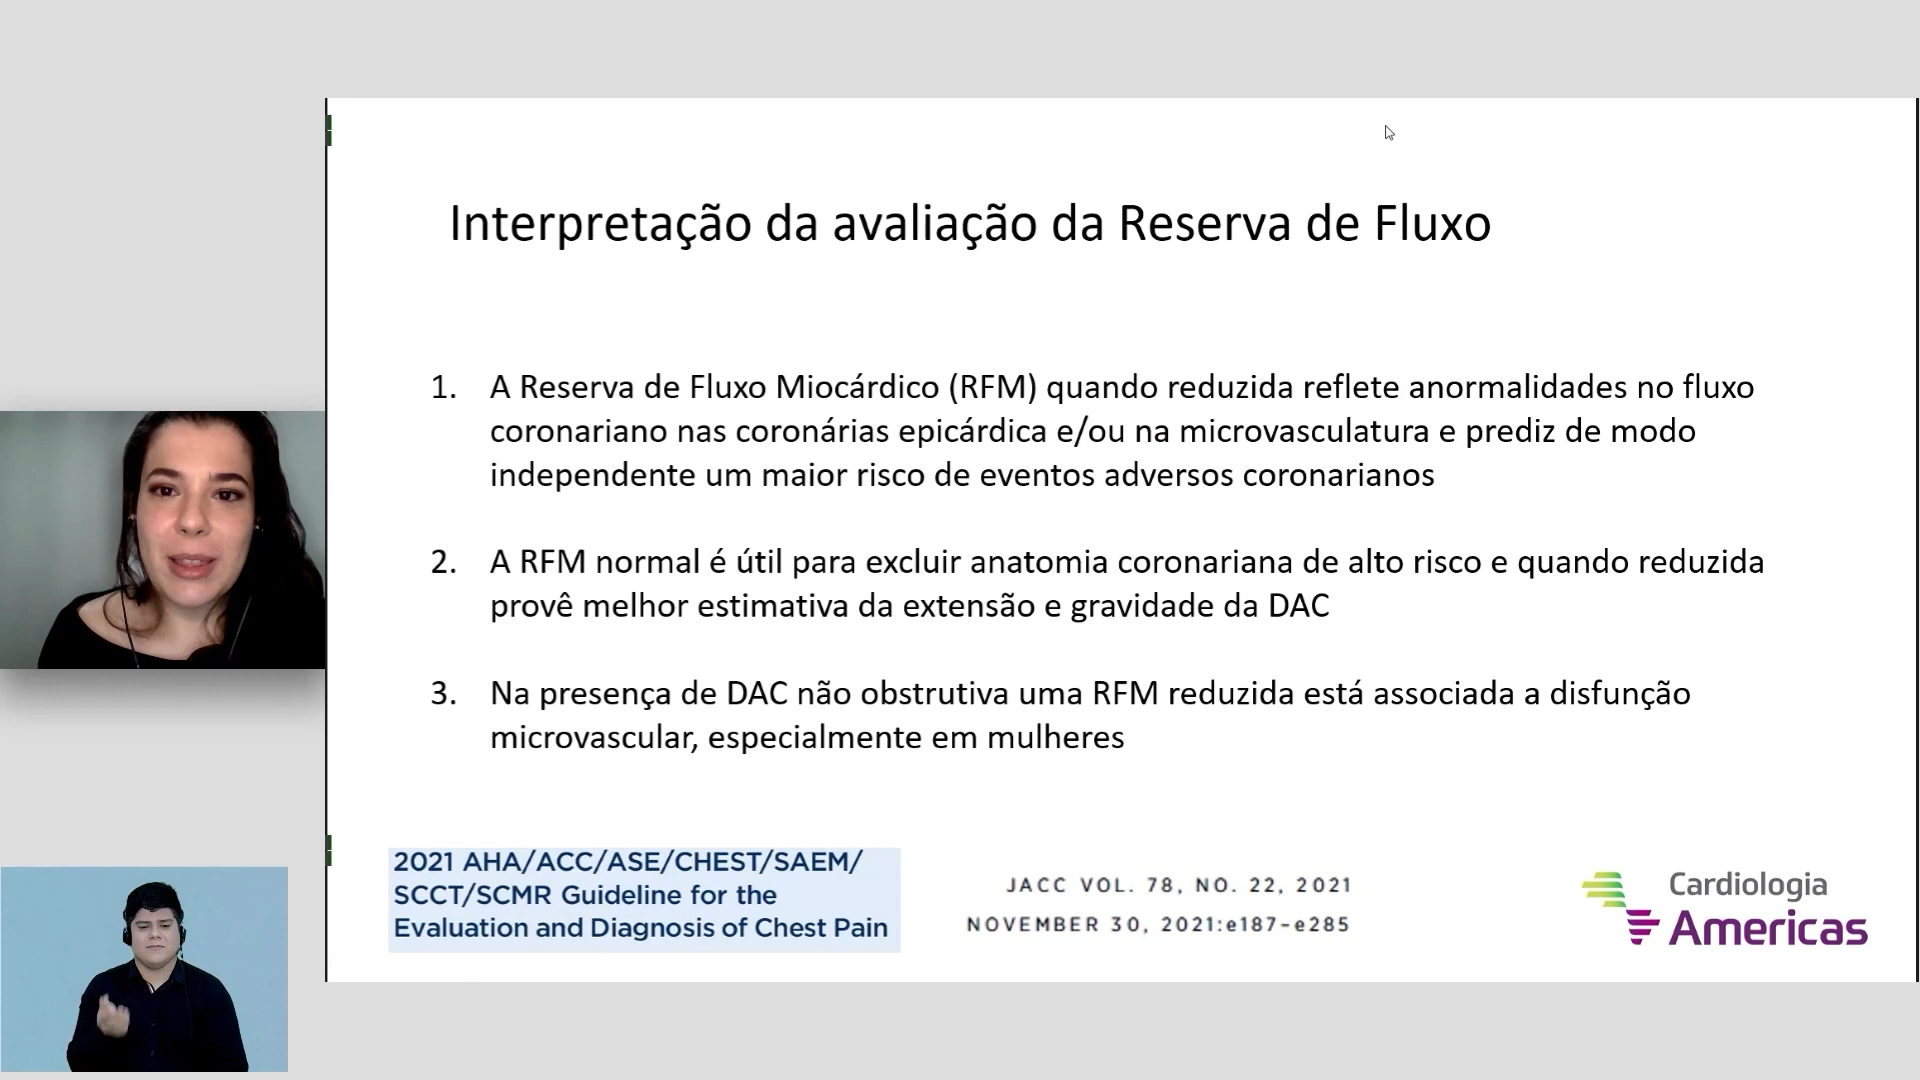 Interpretação da avaliação da Reserva de Fluxo
1. A Reserva de Fluxo Miocárdico (RFM) quando reduzida reflete anormalidades no fluxo
coronariano nas coronárias epicárdica e/ou na microvasculatura e prediz de modo
independente um maior risco de eventos adversos coronarianos
2. A RFM normal é útil para excluir anatomia coronariana de alto risco e quando reduzida
provê melhor estimativa da extensão e gravidade da DAC
3. Na presença de DAC não obstrutiva uma RFM reduzida está associada a disfunção
microvascular, especialmente em mulheres
2021 AHA/ACC/ASE/CHEST/SAEM/
SCCT/SCMR Guideline for the
Evaluation and Diagnosis of Chest Pain
JACC VOL. 78, NO. 22, 2021
NOVEMBER 30, 2021:e187–e285
Cardiologia
Americas